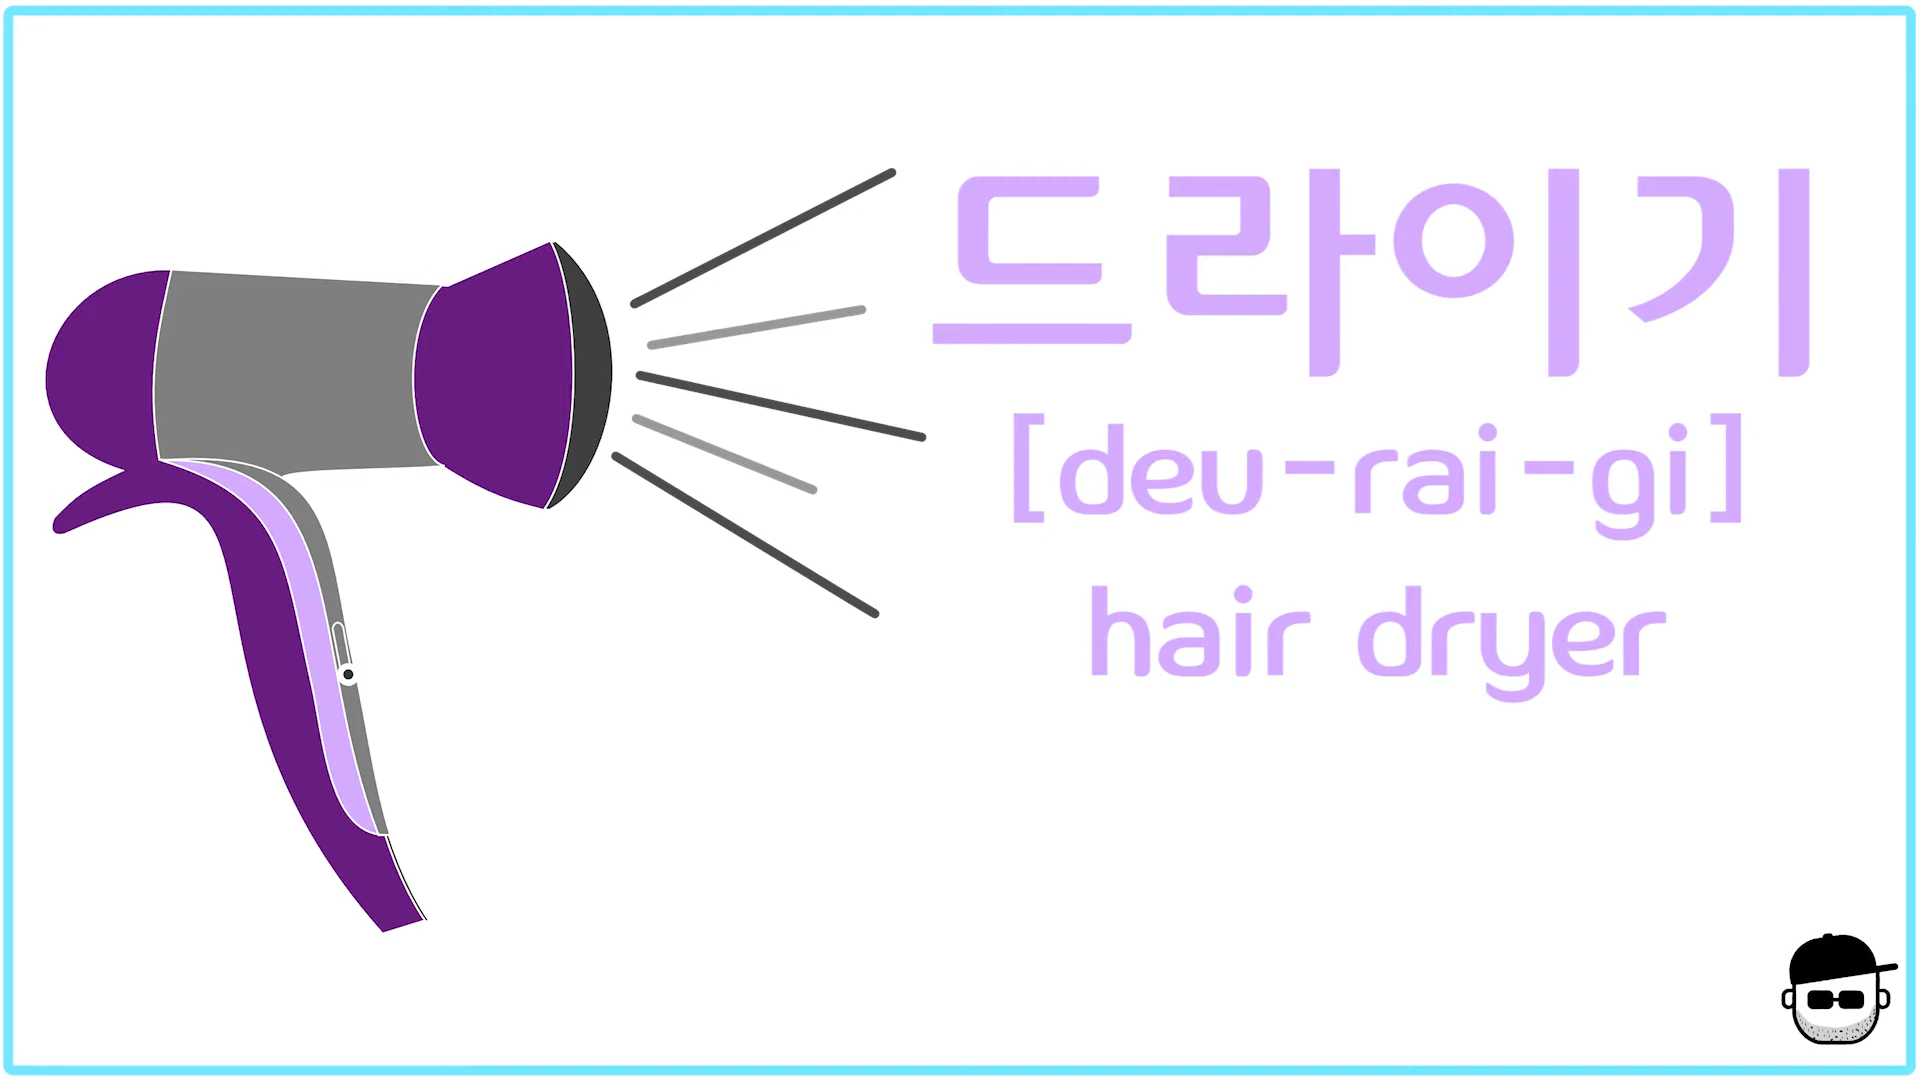 드라이기
[deu-rai-gi]
hair dryer